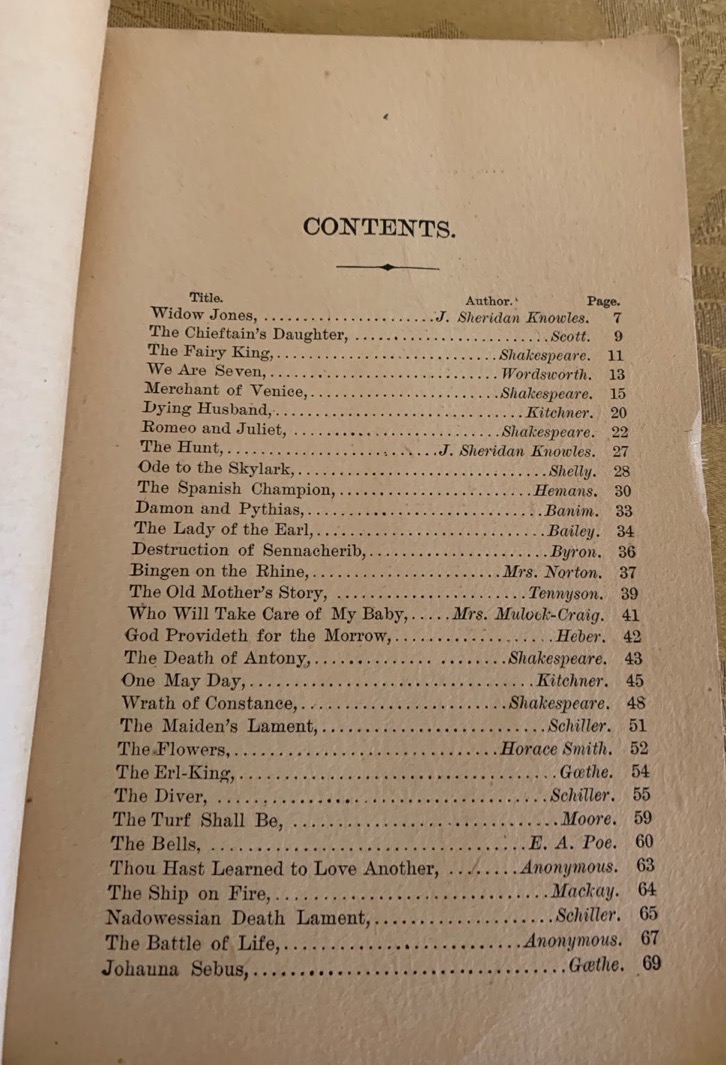 CONTENTS.
Title. Author. Page.
Widow Jones, ......................J. Sheridan Knowles. 7
The Chieftain's Daughter, .........................Scott. 9
The Fairy King,............................Shakespeare. 11
We Are Seven,.............................Wordsworth. 13
Merchant of Venice,........................Shakespeare. 15
Dying Husband,................................Kitchner. 20
Romeo and Juliet, ..........................Shakespeare. 22
The Hunt,..........................J. Sheridan Knowles. 27
Ode to the Skylark,...............................Shelly. 28
The Spanish Champion,........................Hemans. 30
Damon and Pythias,.............................Banim. 33
The Lady of the Earl,............................Bailey. 34
Destruction of Sennacherib,......................Byron. 36
Bingen on the Rhine,.......................Mrs. Norton. 37
The Old Mother's Story, .......................Tennyson. 39
Who Will Take Care of My Baby,.....Mrs. Mulock-Craig. 41
God Provideth for the Morrow,....................Heber. 42
The Death of Antony,........................Shakespeare. 43
One May Day,..................................Kitchner. 45
Wrath of Constance,.........................Shakespeare. 48
The Maiden's Lament,...........................Schiller. 51
The Flowers,................................Horace Smith. 52
The Erl-King,.....................................Gœthe. 54
The Diver, .......................................Schiller. 55
The Turf Shall Be, ...............................Moore. 59
The Bells, .....................................E. A. Poe. 60
Thou Hast Learned to Love Another, .........Anonymous. 63
The Ship on Fire,.................................Mackay. 64
Nadowessian Death Lament,......................Schiller. 65
The Battle of Life,............................Anonymous. 67
Johanna Sebus,....................................Gœthe. 69